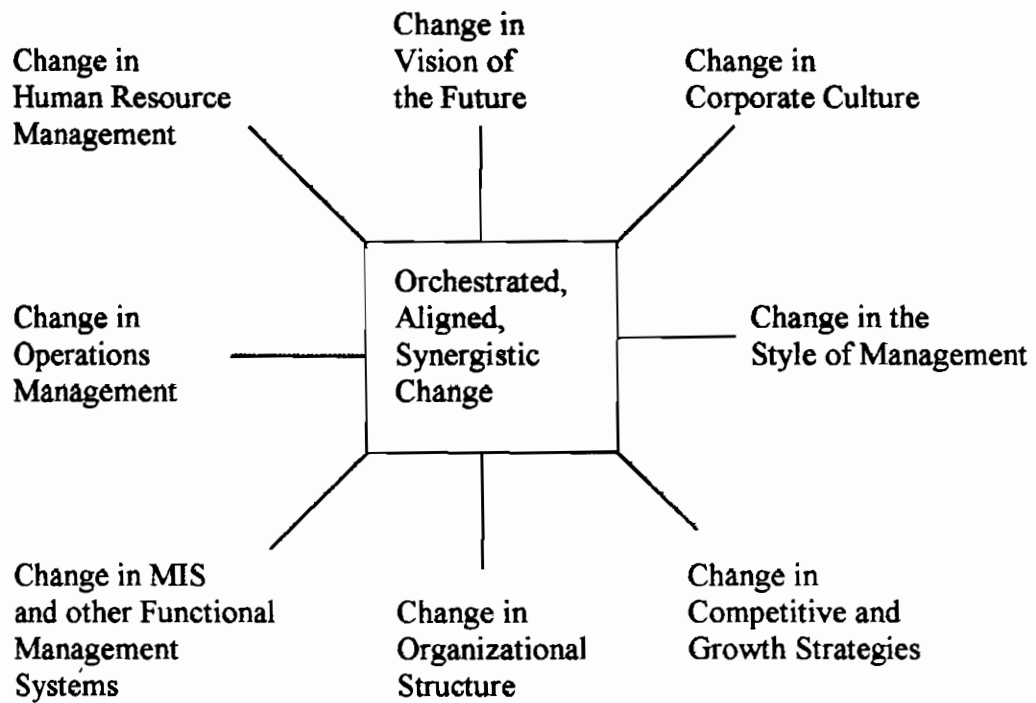 Change in
Human Resource
Management
Change in
Vision of
the Future
Change in
Corporate Culture
Orchestrated,
Aligned,
Synergistic
Change
Change in
Operations
Management
Change in the
Style of Management
Change in MIS
and other Functional
Management
Systems
Change in
Organizational
Structure
Change in
Competitive and
Growth Strategies